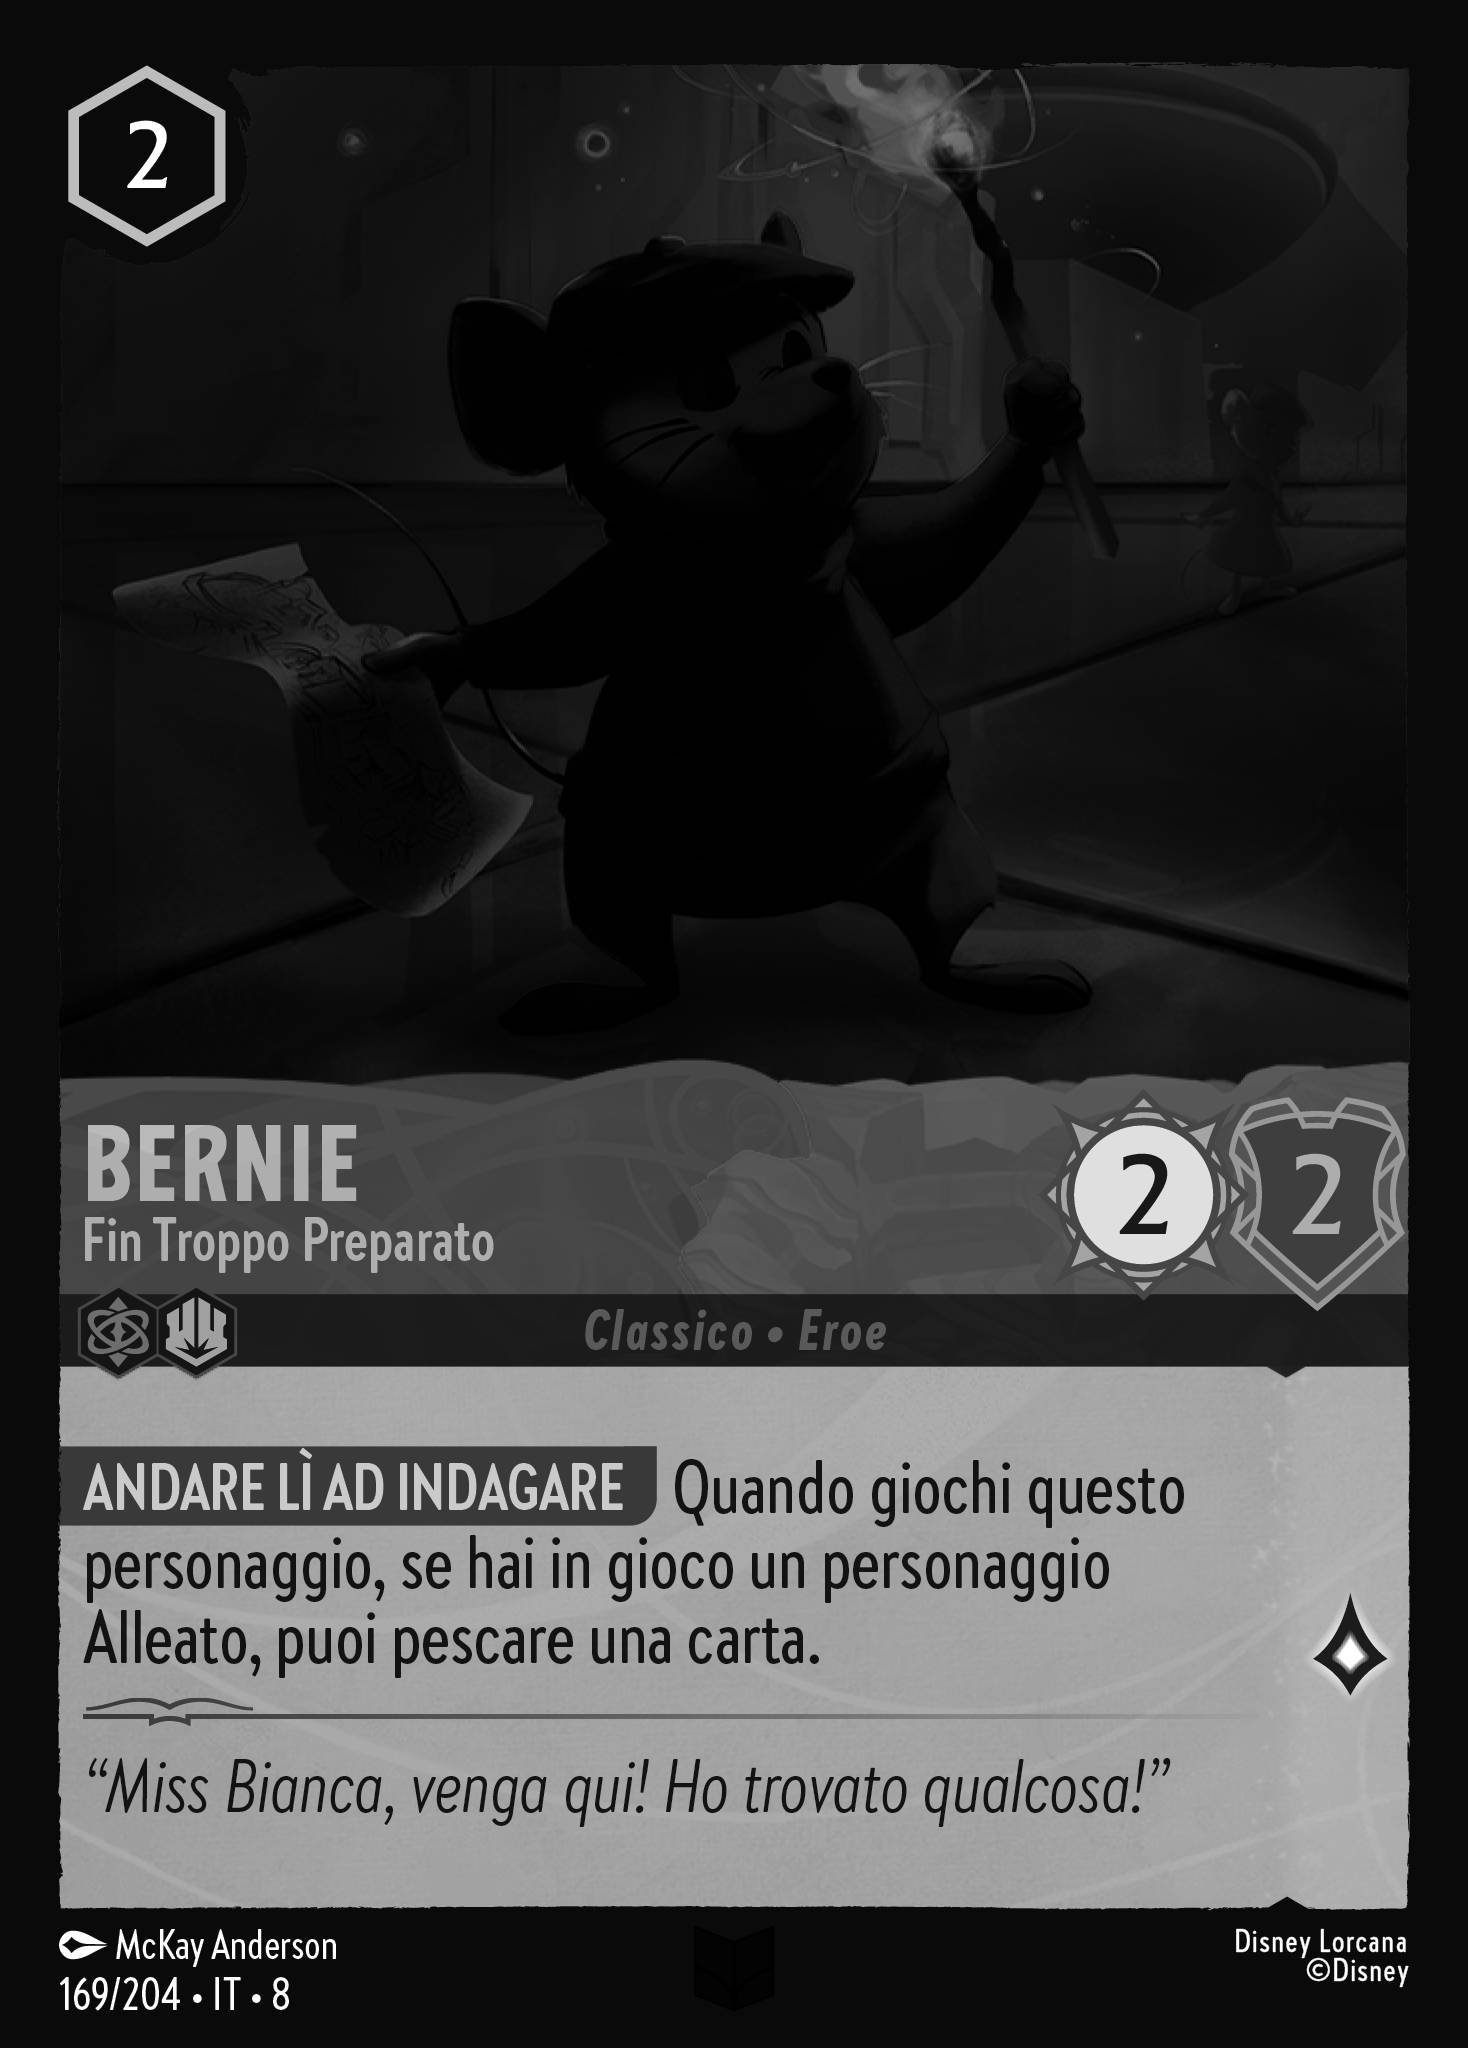 2
BERNIE
Fin Troppo Preparato
2
2
Classico • Eroe
ANDARE LÌ AD INDAGARE Quando giochi questo
personaggio, se hai in gioco un personaggio
Alleato, puoi pescare una carta.
“Miss Bianca, venga qui! Ho trovato qualcosa!”
McKay Anderson
169/204 • IT • 8
Disney Lorcana
©Disney